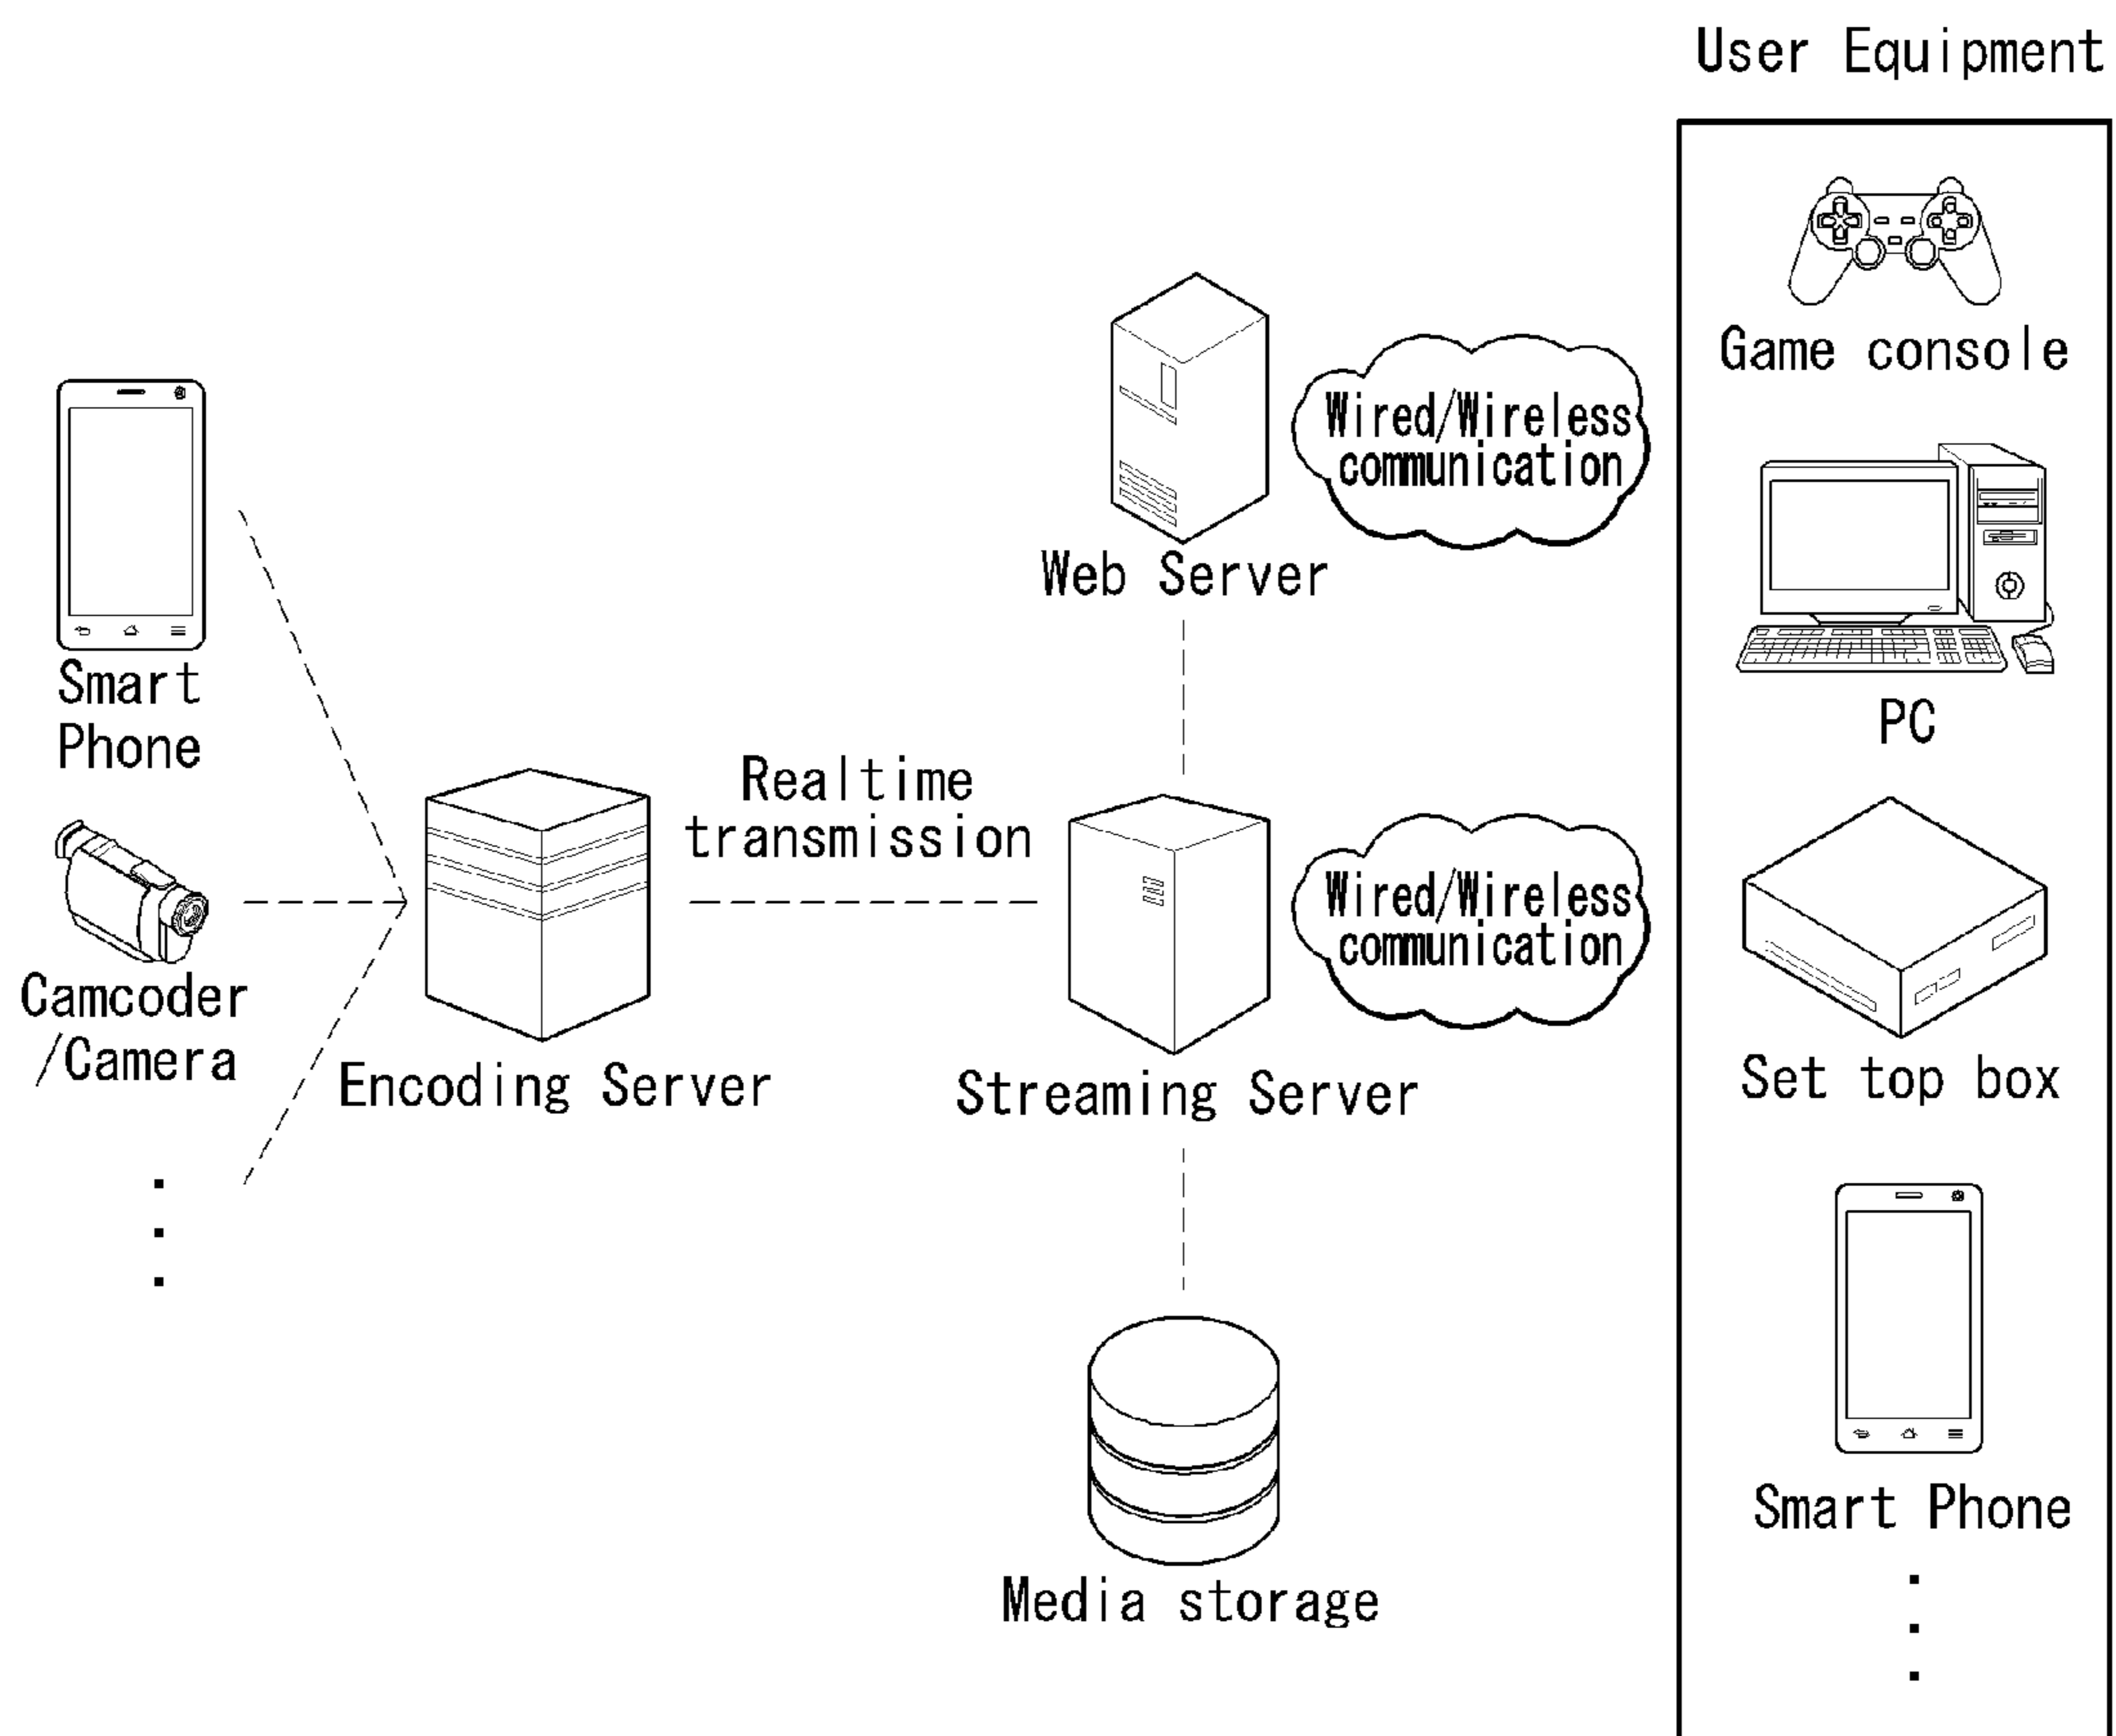 User Equipment
Game console
Wired/Wireless
communication
Web Server
Smart
Phone
PC
Realtime
transmission
Wired/Wireless
communication
Camcoder
/Camera
Encoding Server
Streaming Server
Set top box
Smart Phone
Media storage